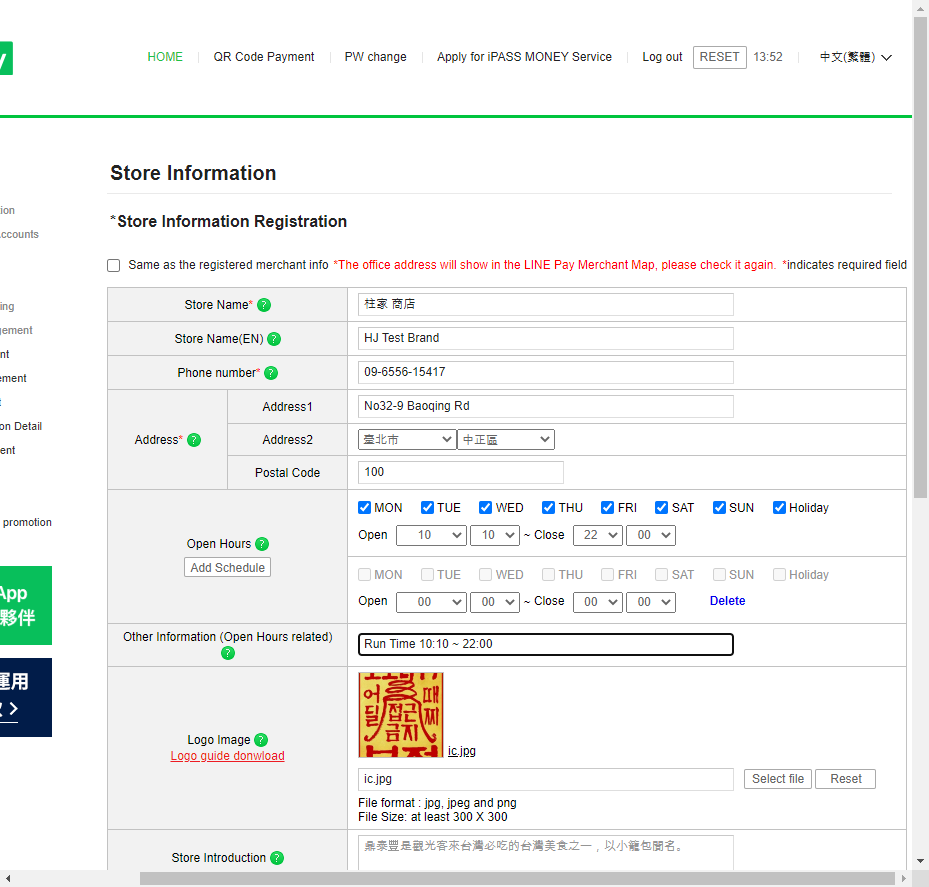 y
HOME
QR Code Payment
PW change
Apply for iPASS MONEY Service
Log out
RESET
13:52
中文(繁體)
Store Information
*Store Information Registration
Same as the registered merchant info *The office address will show in the LINE Pay Merchant Map, please check it again. *indicates required field
Store Name* ?
柱家 商店
Store Name(EN) ?
HJ Test Brand
Phone number* ?
09-6556-15417
Address* ?
Address1
No32-9 Baoqing Rd
Address2
臺北市
中正區
Postal Code
100
Open Hours ?
Add Schedule
MON TUE WED THU FRI SAT SUN Holiday
Open 10 10 ~ Close 22 00
MON TUE WED THU FRI SAT SUN Holiday
Open 00 00 ~ Close 00 00 Delete
Other Information (Open Hours related)
?
Run Time 10:10 ~ 22:00
Logo Image ?
Logo guide donwload
어 때
딜 접근 찌
금지
ic.jpg
ic.jpg
Select file
Reset
File format : jpg, jpeg and png
File Size: at least 300 X 300
Store Introduction ?
鼎泰豐是觀光客來台灣必吃的台灣美食之一，以小籠包聞名。
tion
ccounts
ing
gement
nt
ement
t
on Detail
ent
promotion
App
夥伴
運用